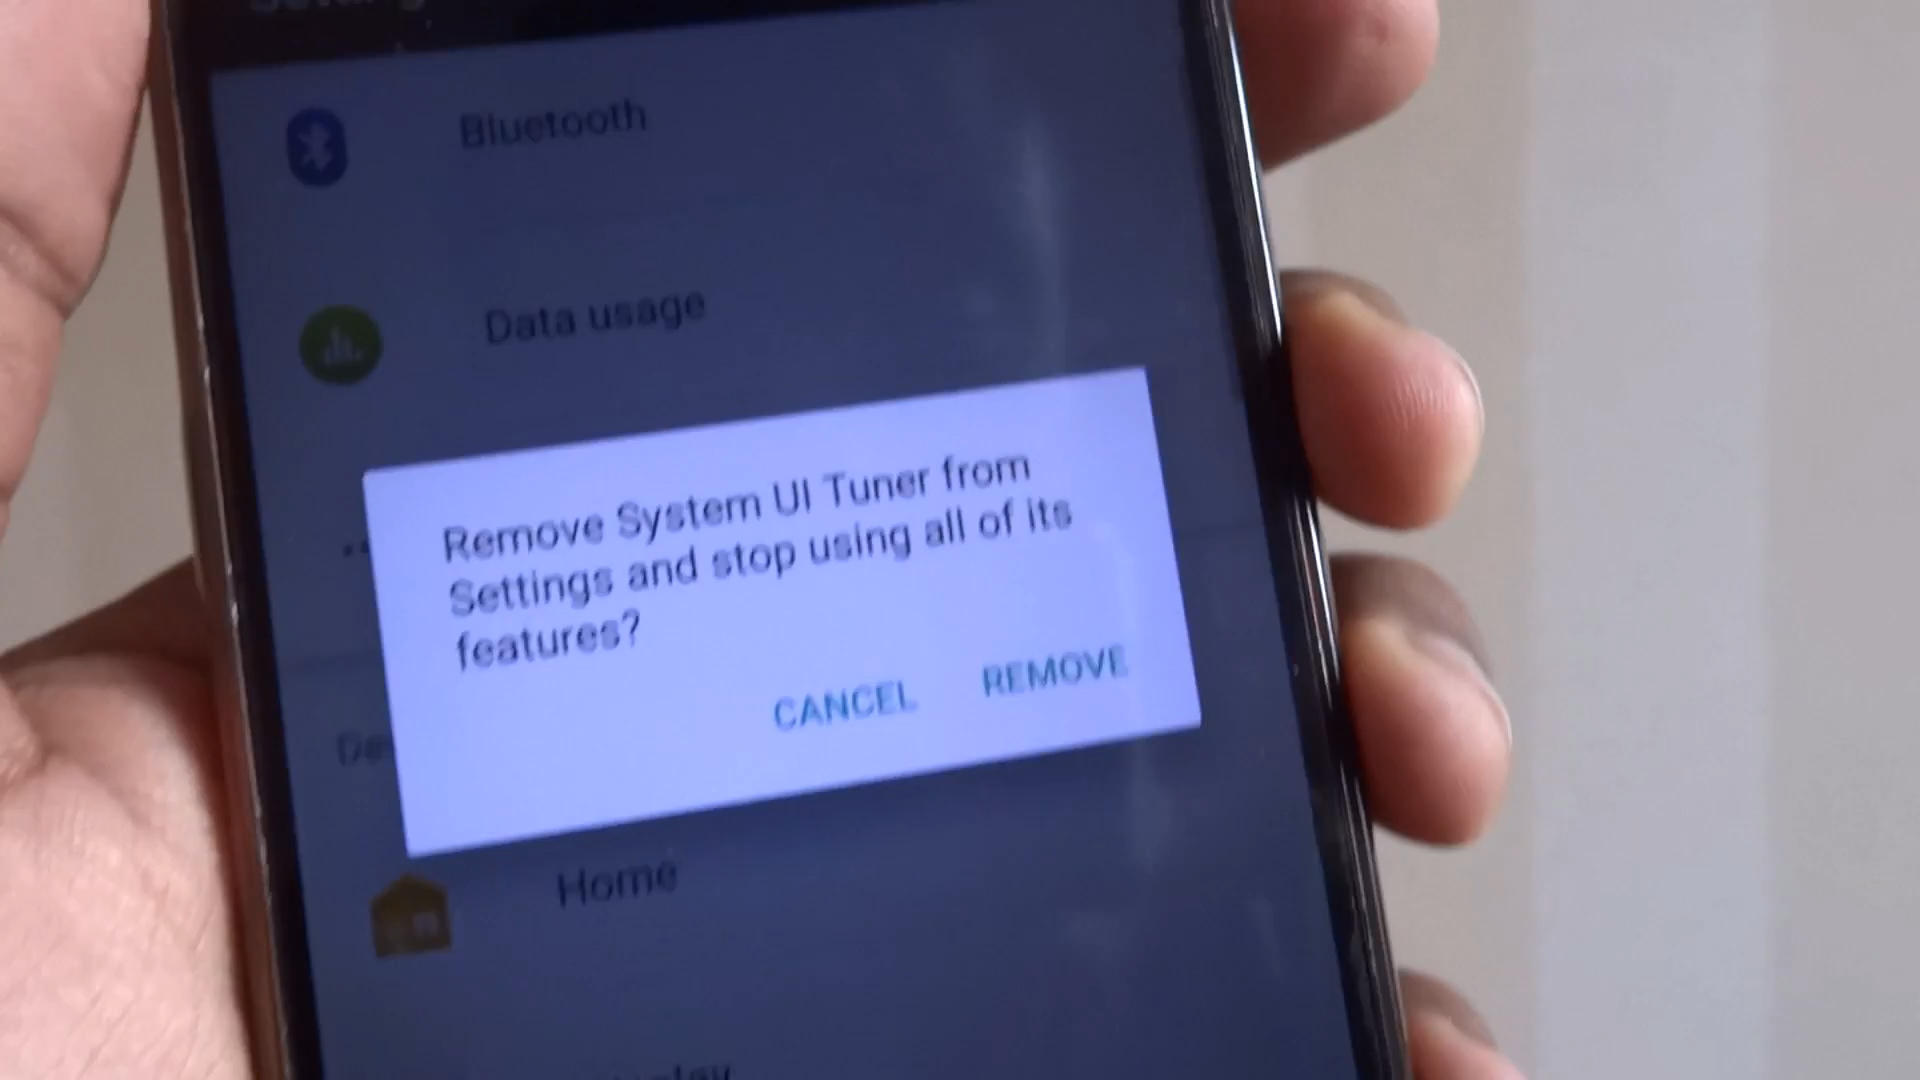 Bluetooth
Data usage
Remove System UI Tuner from
Settings and stop using all of its
features?
CANCEL REMOVE
Home